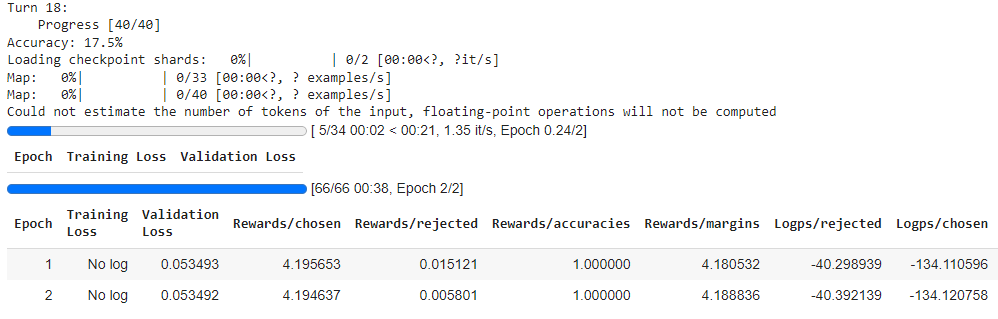 Turn 18:
Progress [40/40]
Accuracy: 17.5%
Loading checkpoint shards:   0%|          | 0/2 [00:00<?, ?it/s]
Map:   0%|          | 0/33 [00:00<?, ? examples/s]
Map:   0%|          | 0/40 [00:00<?, ? examples/s]
Could not estimate the number of tokens of the input, floating-point operations will not be computed
[ 5/34 00:02 < 00:21, 1.35 it/s, Epoch 0.24/2]
Epoch Training Loss Validation Loss
[66/66 00:38, Epoch 2/2]
Epoch Training Loss Validation Loss Rewards/chosen Rewards/rejected Rewards/accuracies Rewards/margins Logps/rejected Logps/chosen
1 No log 0.053493 4.195653 0.015121 1.000000 4.180532 -40.298939 -134.110596
2 No log 0.053492 4.194637 0.005801 1.000000 4.188836 -40.392139 -134.120758